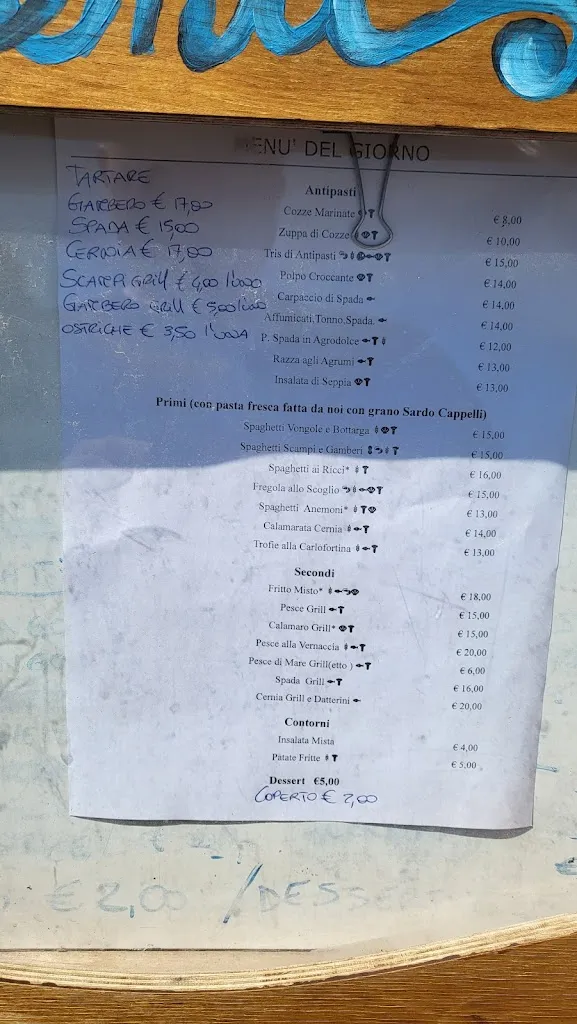 MENU' DEL GIORNO
TARTARE
GAMBERO € 17,00
SPADA € 15,00
CERNIA € 17,00
SCAMPI GRILL € 4,00 L'UNO
GAMBERO GRILL € 5,00 L'UNO
OSTRICHE € 3,50 L'UNA
Antipasti
Cozze Marinate € 8,00
Zuppa di Cozze € 10,00
Tris di Antipasti € 15,00
Polpo Croccante € 14,00
Carpaccio di Spada € 14,00
Affumicati,Tonno,Spada. € 14,00
P. Spada in Agrodolce € 12,00
Razza agli Agrumi € 13,00
Insalata di Seppia € 13,00
Primi (con pasta fresca fatta da noi con grano Sardo Cappelli)
Spaghetti Vongole e Bottarga € 15,00
Spaghetti Scampi e Gamberi € 15,00
Spaghetti ai Ricci* € 16,00
Fregola allo Scoglio € 15,00
Spaghetti Anemoni* € 13,00
Calamarata Cernia € 14,00
Trofie alla Carlofortina € 13,00
Secondi
Fritto Misto* € 18,00
Pesce Grill € 15,00
Calamaro Grill* € 15,00
Pesce alla Vernaccia € 20,00
Pesce di Mare Grill(etto ) € 6,00
Spada Grill € 16,00
Cernia Grill e Datterini € 20,00
Contorni
Insalata Mista € 4,00
Patate Fritte € 5,00
Dessert €5,00
COPERTO € 2,00
€ 2,00 / DESSERT